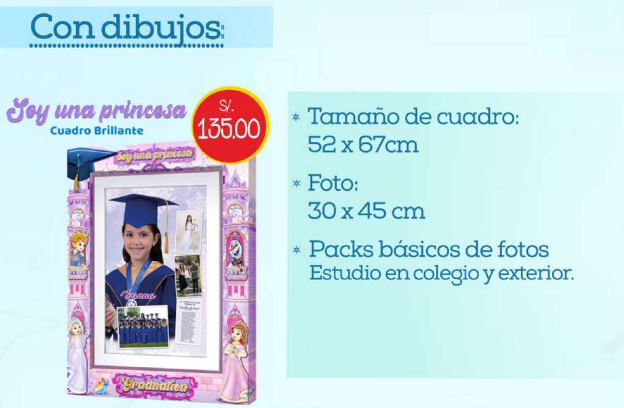 Con dibujos:
Soy una princesa
Cuadro Brillante
S/.
135.00
Soy una princesa
Graduation
* Tamaño de cuadro:
52 x 67cm
* Foto:
30 x 45 cm
* Packs básicos de fotos
Estudio en colegio y exterior.